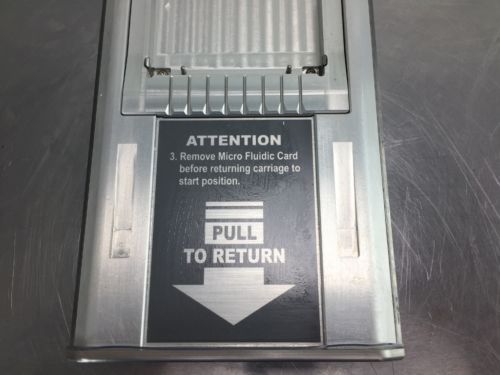 ATTENTION
3. Remove Micro Fluidic Card
before returning carriage to
start position.
PULL
TO RETURN